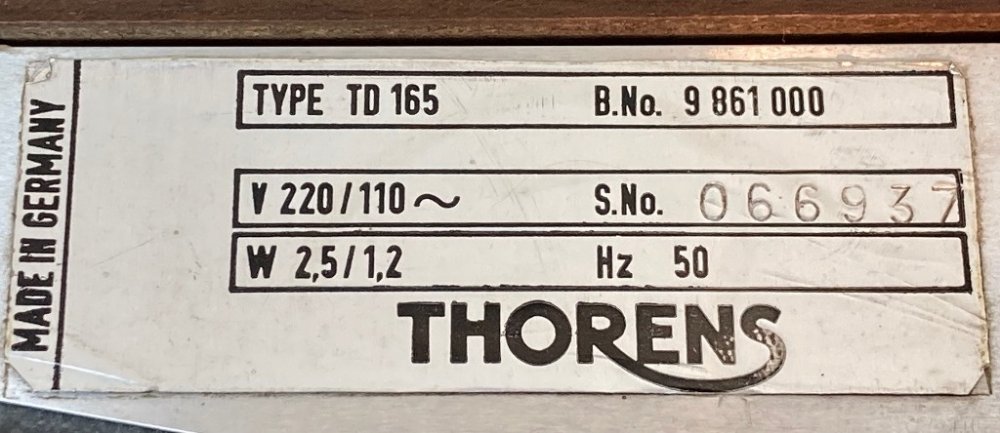 MADE IN GERMANY
TYPE TD 165 B.No. 9 861 000
V 220/110 ~ S.No. 066937
W 2,5/1,2 Hz 50
THORENS